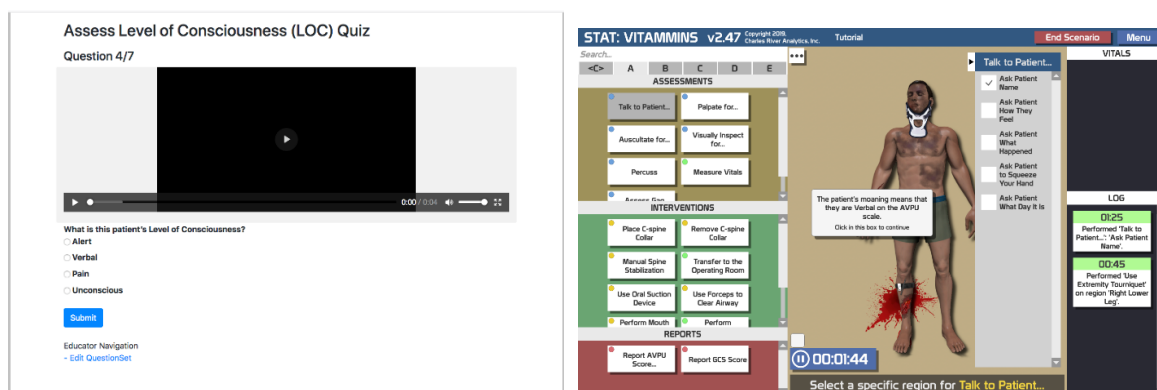 Assess Level of Consciousness (LOC) Quiz
Question 4/7
0:00 / 0:04
What is this patient's Level of Consciousness?
Alert
Verbal
Pain
Unconscious
Submit
Educator Navigation
- Edit QuestionSet
STAT: VITAMMINS v2.47
Copyright 2019,
Charles River Analytics, Inc.
Tutorial
End Scenario
Menu
Search...
<C>
A
B
C
D
E
ASSESSMENTS
Talk to Patient...
Palpate for...
Auscultate for...
Visually Inspect
for...
Percuss
Measure Vitals
INTERVENTIONS
Place C-spine
Collar
Remove C-spine
Collar
Manual Spine
Stabilization
Transfer to the
Operating Room
Use Oral Suction
Device
Use Forceps to
Clear Airway
Perform Mouth
Perform
REPORTS
Report AVPU
Score...
Report GCS Score
The patient's moaning means that
they are Verbal on the AVPU
scale.
Click in this box to continue
00:01:44
Select a specific region for Talk to Patient...
Talk to Patient...
Ask Patient
Name
Ask Patient
How They
Feel
Ask Patient
What
Happened
Ask Patient
to Squeeze
Your Hand
Ask Patient
What Day It Is
VITALS
LOG
01:25
Performed 'Talk to
Patient...': 'Ask Patient
Name'.
00:45
Performed 'Use
Extremity Tourniquet'
on region 'Right Lower
Leg'.